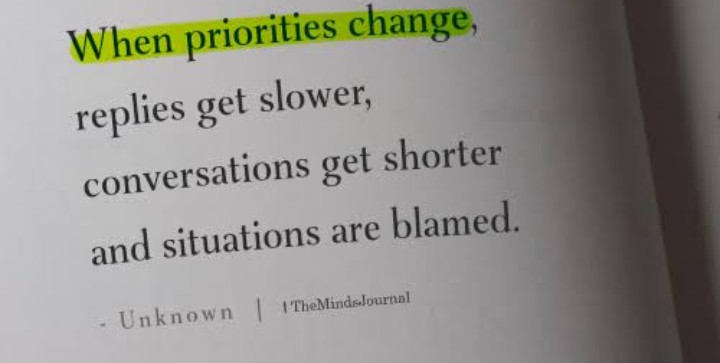 When priorities change,
replies get slower,
conversations get shorter
and situations are blamed.
- Unknown | !TheMindsJournal